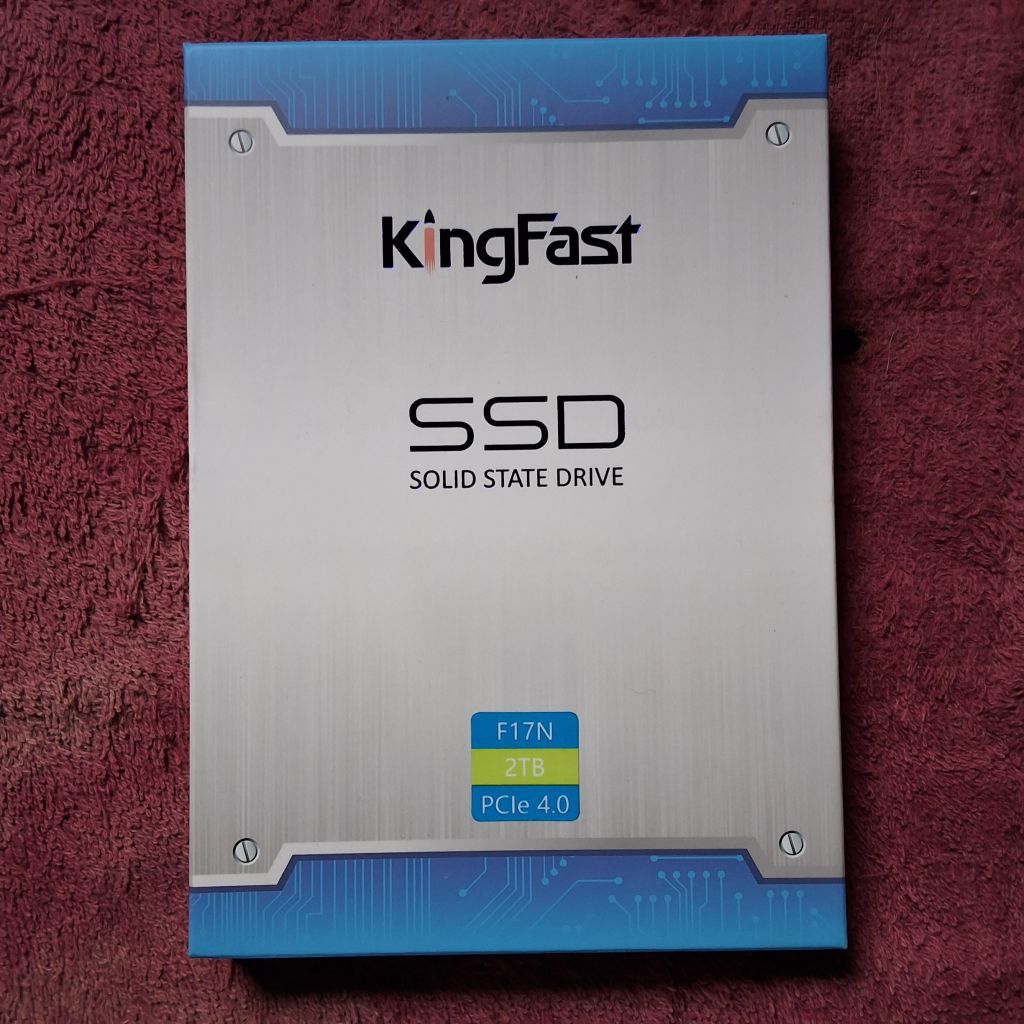 KingFast
SSD
SOLID STATE DRIVE
F17N
2TB
PCIe 4.0